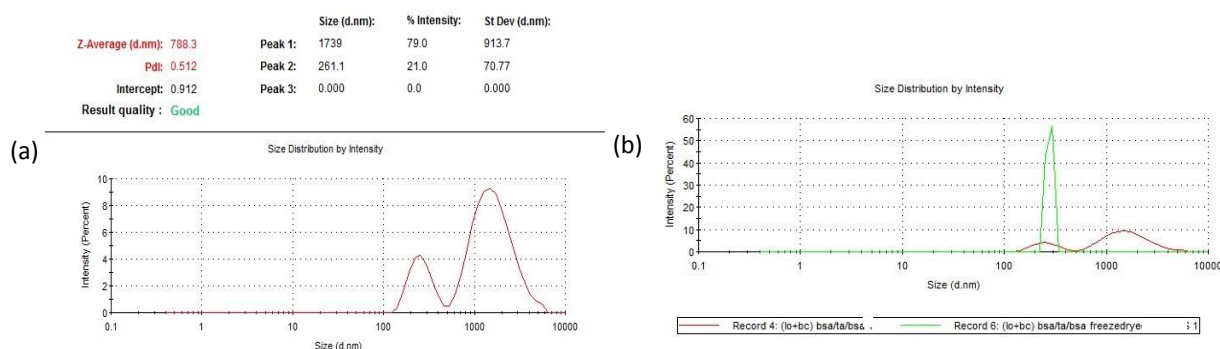 Size (d.nm): % Intensity: St Dev (d.nm):
Z-Average (d.nm): 788.3 Peak 1: 1739 79.0 913.7
PdI: 0.512 Peak 2: 261.1 21.0 70.77
Intercept: 0.912 Peak 3: 0.000 0.0 0.000
Result quality : Good
(a)
Size Distribution by Intensity
Intensity (Percent)
10
8
6
4
2
0
0.1 1 10 100 1000 10000
Size (d.nm)
(b)
Size Distribution by Intensity
Intensity (Percent)
60
50
40
30
20
10
0
0.1 1 10 100 1000 10000
Size (d.nm)
Record 4: (lo+bc) bsa/ta/bsa
Record 6: (lo+bc) bsa/ta/bsa freezedrye 1